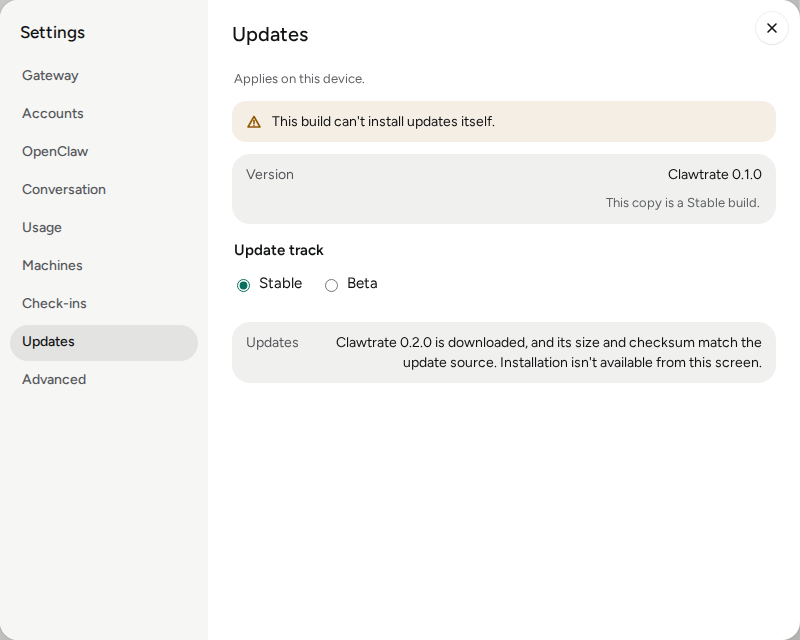 Settings
Gateway
Accounts
OpenClaw
Conversation
Usage
Machines
Check-ins
Updates
Advanced
Updates
Applies on this device.
This build can't install updates itself.
Version
Clawtrate 0.1.0
This copy is a Stable build.
Update track
Stable
Beta
Updates
Clawtrate 0.2.0 is downloaded, and its size and checksum match the
update source. Installation isn't available from this screen.